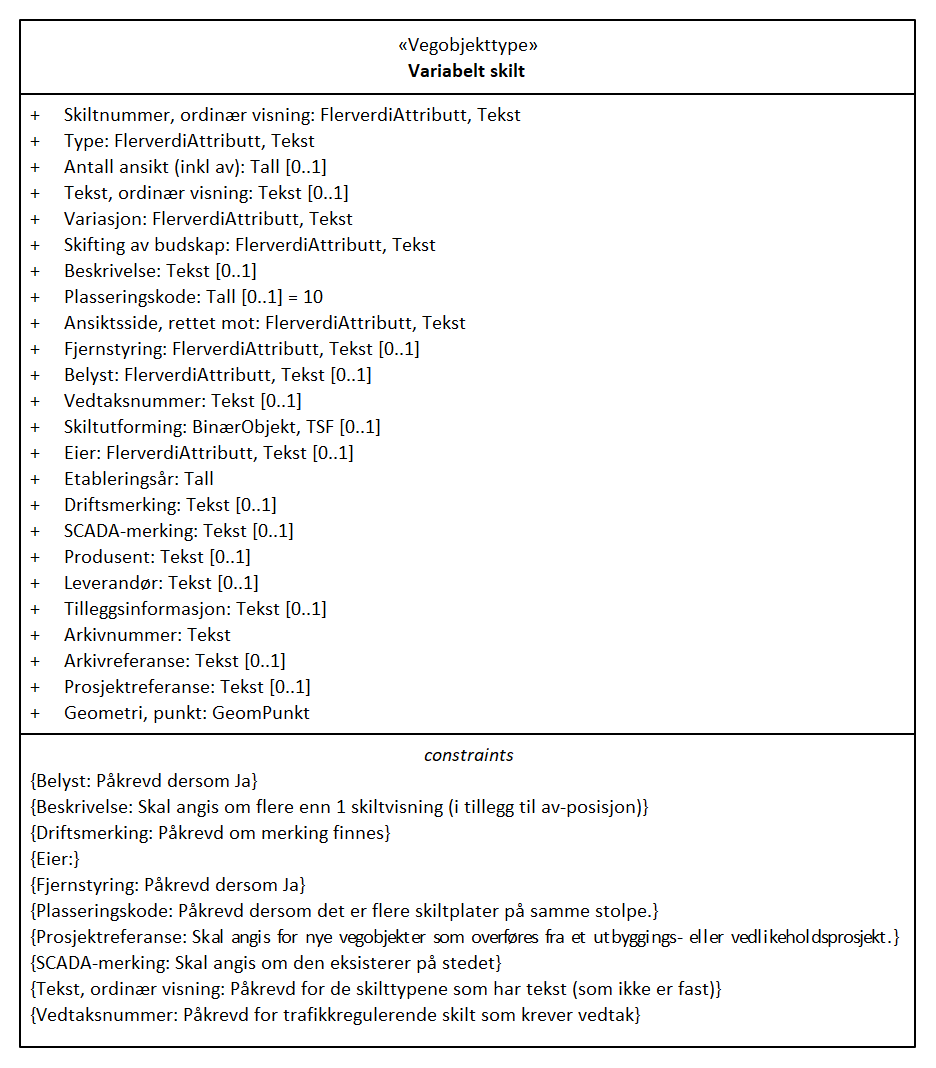 «Vegobjekttype»
Variabelt skilt
+ Skiltnummer, ordinær visning: FlerverdiAttributt, Tekst
+ Type: FlerverdiAttributt, Tekst
+ Antall ansikt (inkl av): Tall [0..1]
+ Tekst, ordinær visning: Tekst [0..1]
+ Variasjon: FlerverdiAttributt, Tekst
+ Skifting av budskap: FlerverdiAttributt, Tekst
+ Beskrivelse: Tekst [0..1]
+ Plasseringskode: Tall [0..1] = 10
+ Ansiktsside, rettet mot: FlerverdiAttributt, Tekst
+ Fjernstyring: FlerverdiAttributt, Tekst [0..1]
+ Belyst: FlerverdiAttributt, Tekst [0..1]
+ Vedtaksnummer: Tekst [0..1]
+ Skiltutforming: BinærObjekt, TSF [0..1]
+ Eier: FlerverdiAttributt, Tekst [0..1]
+ Etableringsår: Tall
+ Driftsmerking: Tekst [0..1]
+ SCADA-merking: Tekst [0..1]
+ Produsent: Tekst [0..1]
+ Leverandør: Tekst [0..1]
+ Tilleggsinformasjon: Tekst [0..1]
+ Arkivnummer: Tekst
+ Arkivreferanse: Tekst [0..1]
+ Prosjektreferanse: Tekst [0..1]
+ Geometri, punkt: GeomPunkt
constraints
{Belyst: Påkrevd dersom Ja}
{Beskrivelse: Skal angis om flere enn 1 skiltvisning (i tillegg til av-posisjon)}
{Driftsmerking: Påkrevd om merking finnes}
{Eier:}
{Fjernstyring: Påkrevd dersom Ja}
{Plasseringskode: Påkrevd dersom det er flere skiltplater på samme stolpe.}
{Prosjektreferanse: Skal angis for nye vegobjekter som overføres fra et utbyggings- eller vedlikeholdsprosjekt.}
{SCADA-merking: Skal angis om den eksisterer på stedet}
{Tekst, ordinær visning: Påkrevd for de skilttypene som har tekst (som ikke er fast)}
{Vedtaksnummer: Påkrevd for trafikkregulerende skilt som krever vedtak}